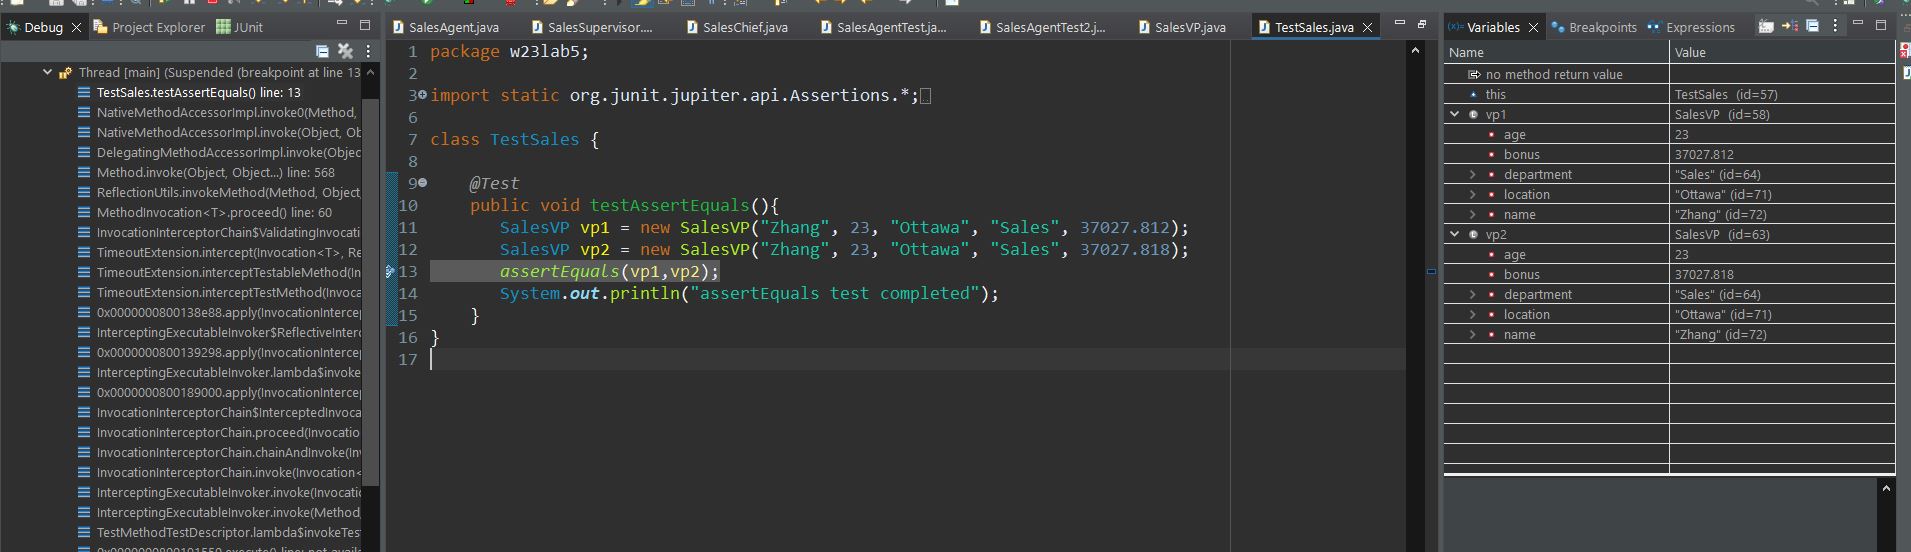 Debug Project Explorer JUnit
Thread [main] (Suspended (breakpoint at line 13
TestSales.testAssertEquals() line: 13
NativeMethodAccessorImpl.invoke0(Method,
NativeMethodAccessorImpl.invoke(Object, Ob
DelegatingMethodAccessorImpl.invoke(Objec
Method.invoke(Object, Object...) line: 568
ReflectionUtils.invokeMethod(Method, Object
MethodInvocation<T>.proceed() line: 60
InvocationInterceptorChain$ValidatingInvocati
TimeoutExtension.intercept(Invocation<T>, Re
TimeoutExtension.interceptTestableMethod(In
TimeoutExtension.interceptTestMethod(Invoca
0x0000000800138e88.apply(InvocationInterce
InterceptingExecutableInvoker$ReflectiveInterc
0x0000000800139298.apply(InvocationInterce
InterceptingExecutableInvoker.lambda$invoke
0x0000000800189000.apply(InvocationIntercep
InvocationInterceptorChain$InterceptedInvoca
InvocationInterceptorChain.proceed(Invocatio
InvocationInterceptorChain.chainAndInvoke(In
InvocationInterceptorChain.invoke(Invocation<
InterceptingExecutableInvoker.invoke(Invocati
InterceptingExecutableInvoker.invoke(Method,
TestMethodTestDescriptor.lambda$invokeTes
SalesAgent.java SalesSupervisor.... SalesChief.java SalesAgentTest.ja... SalesAgentTest2.j... SalesVP.java TestSales.java
1 package w23lab5;
2
3 import static org.junit.jupiter.api.Assertions.*;
6
7 class TestSales {
8
9 @Test
10 public void testAssertEquals(){
11 SalesVP vp1 = new SalesVP("Zhang", 23, "Ottawa", "Sales", 37027.812);
12 SalesVP vp2 = new SalesVP("Zhang", 23, "Ottawa", "Sales", 37027.818);
13 assertEquals(vp1,vp2);
14 System.out.println("assertEquals test completed");
15 }
16 }
17
Variables Breakpoints Expressions
Name Value
no method return value
this TestSales (id=57)
vp1 SalesVP (id=58)
age 23
bonus 37027.812
department "Sales" (id=64)
location "Ottawa" (id=71)
name "Zhang" (id=72)
vp2 SalesVP (id=63)
age 23
bonus 37027.818
department "Sales" (id=64)
location "Ottawa" (id=71)
name "Zhang" (id=72)